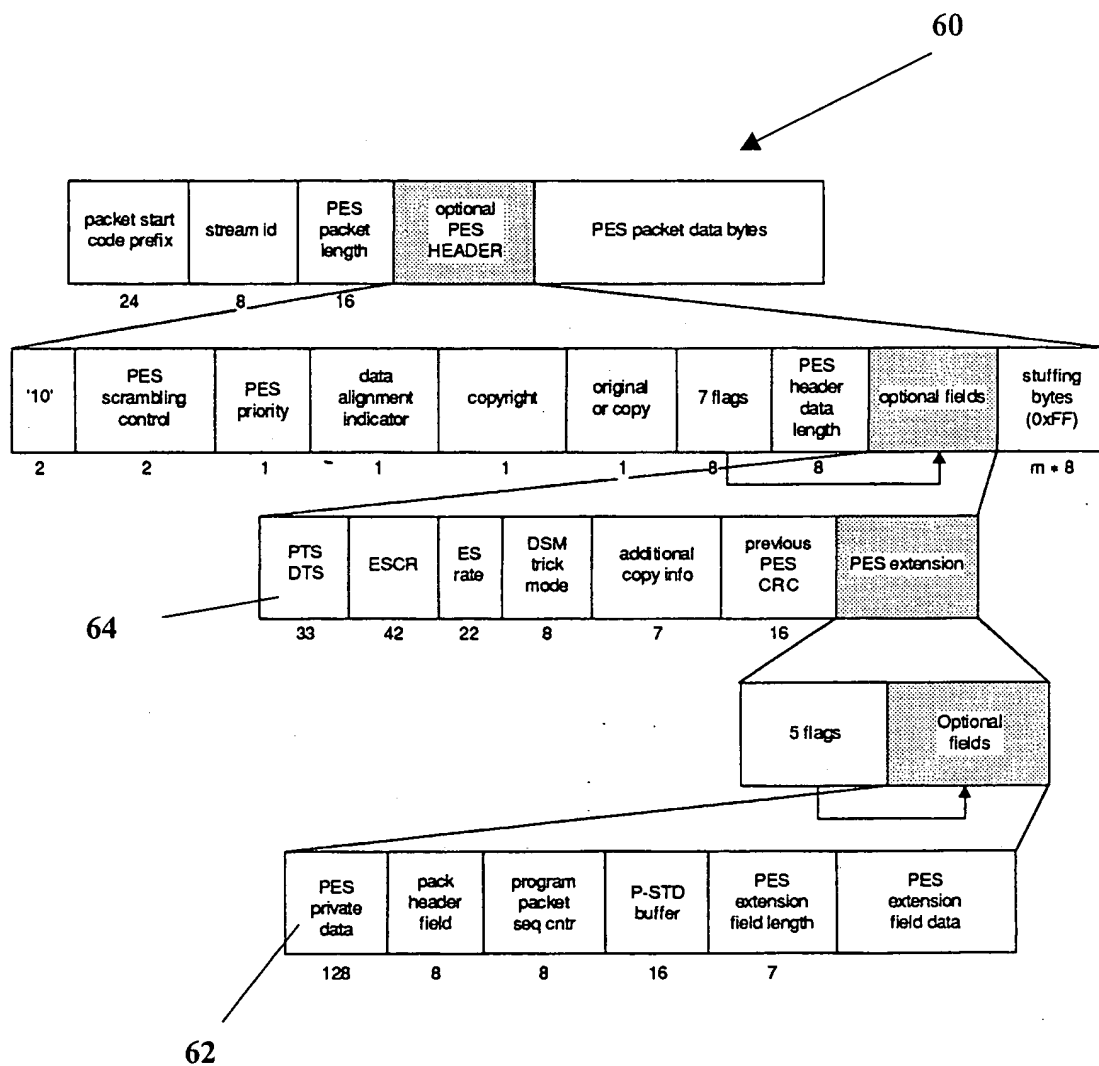 60
packet start
code prefix
stream id
PES
packet
length
optional
PES
HEADER
PES packet data bytes
24
8
16
'10'
PES
scrambling
control
PES
priority
data
alignment
indicator
copyright
original
or copy
7 flags
PES
header
data
length
optional fields
stuffing
bytes
(0xFF)
2
2
1
1
1
1
8
8
m * 8
PTS
DTS
ESCR
ES
rate
DSM
trick
mode
additional
copy info
previous
PES
CRC
PES extension
64
33
42
22
8
7
16
5 flags
Optional
fields
PES
private
data
pack
header
field
program
packet
seq cntr
P-STD
buffer
PES
extension
field length
PES
extension
field data
128
8
8
16
7
62